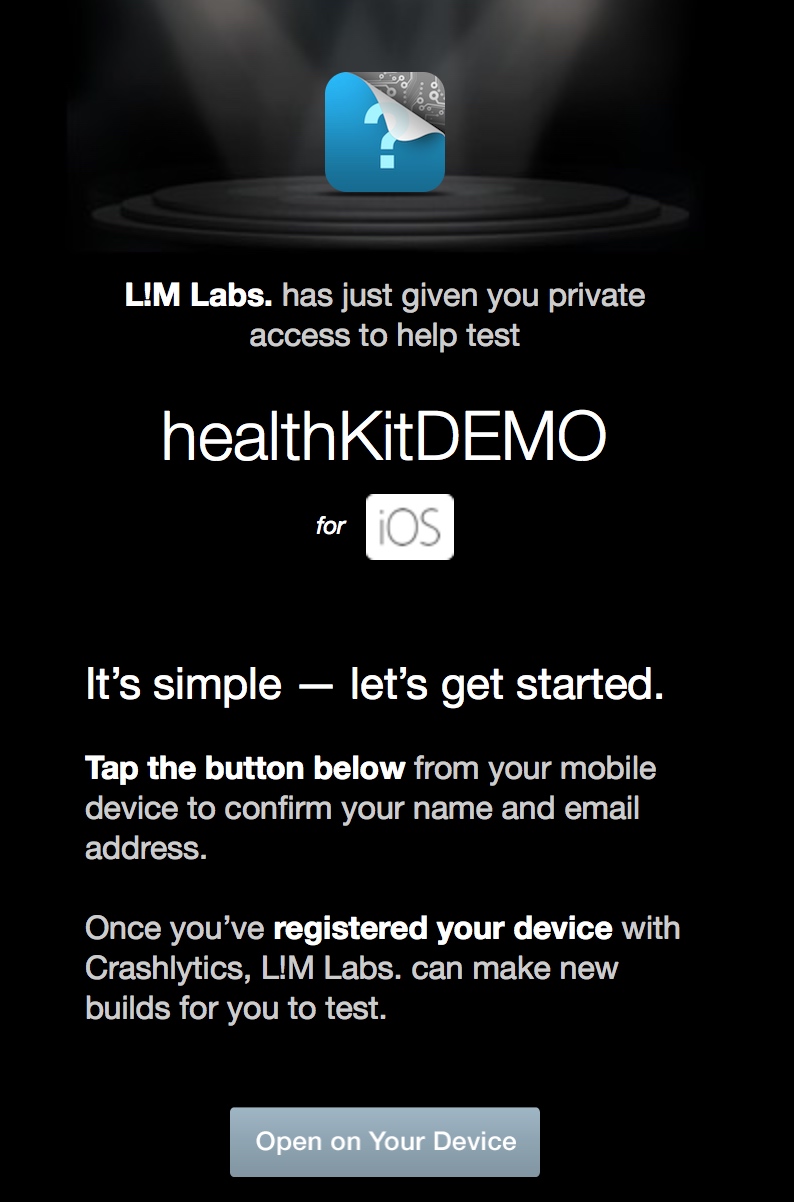 ?
L!M Labs. has just given you private
access to help test
healthKitDEMO
for iOS
It’s simple — let’s get started.
Tap the button below from your mobile
device to confirm your name and email
address.
Once you’ve registered your device with
Crashlytics, L!M Labs. can make new
builds for you to test.
Open on Your Device